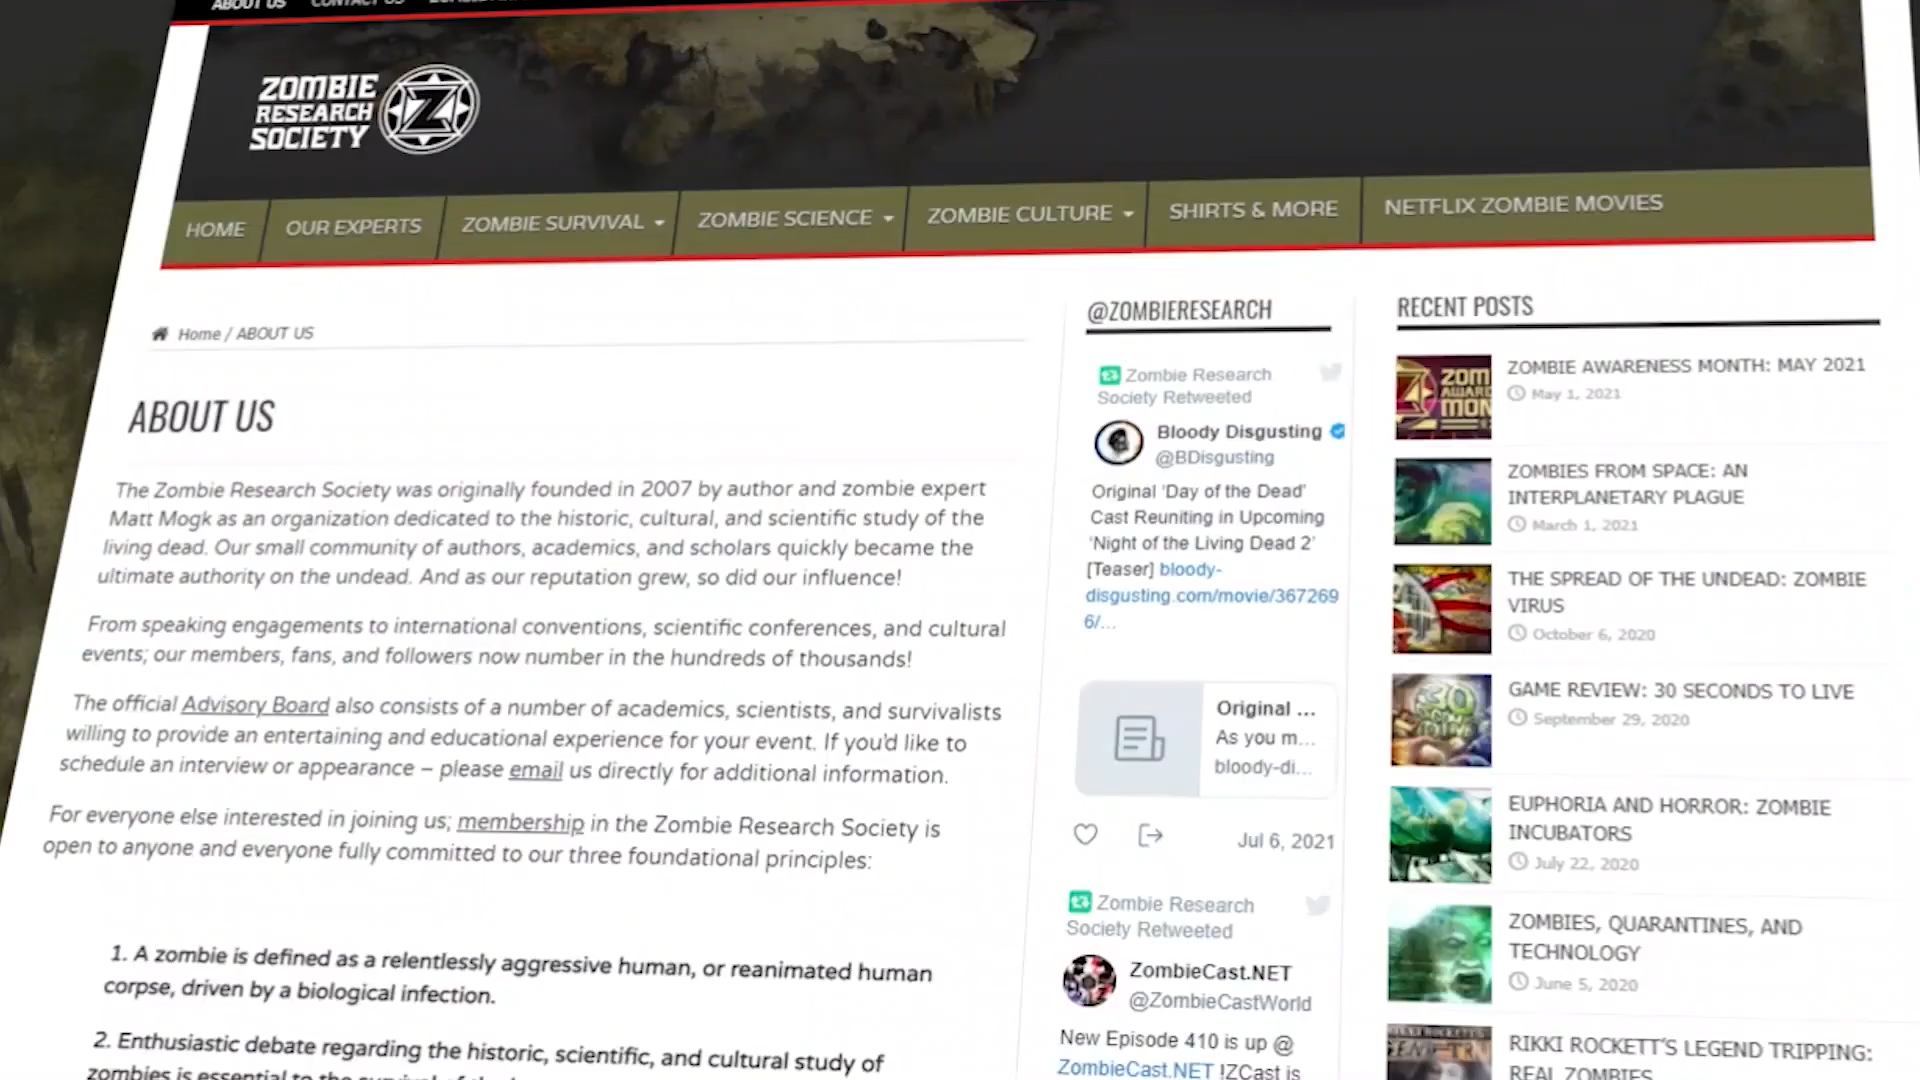 ABOUT US
CONTACT US
ZOMBIE
RESEARCH
SOCIETY
Z
HOME
OUR EXPERTS
ZOMBIE SURVIVAL
ZOMBIE SCIENCE
ZOMBIE CULTURE
SHIRTS & MORE
NETFLIX ZOMBIE MOVIES
Home / ABOUT US
ABOUT US
The Zombie Research Society was originally founded in 2007 by author and zombie expert
Matt Mogk as an organization dedicated to the historic, cultural, and scientific study of the
living dead. Our small community of authors, academics, and scholars quickly became the
ultimate authority on the undead. And as our reputation grew, so did our influence!
From speaking engagements to international conventions, scientific conferences, and cultural
events; our members, fans, and followers now number in the hundreds of thousands!
The official Advisory Board also consists of a number of academics, scientists, and survivalists
willing to provide an entertaining and educational experience for your event. If you'd like to
schedule an interview or appearance – please email us directly for additional information.
For everyone else interested in joining us; membership in the Zombie Research Society is
open to anyone and everyone fully committed to our three foundational principles:
1. A zombie is defined as a relentlessly aggressive human, or reanimated human
corpse, driven by a biological infection.
2. Enthusiastic debate regarding the historic, scientific, and cultural study of
zombies is essential to the survival of the
@ZOMBIERESEARCH
Zombie Research
Society Retweeted
Bloody Disgusting
@BDisgusting
Original 'Day of the Dead'
Cast Reuniting in Upcoming
'Night of the Living Dead 2'
[Teaser] bloody-
disgusting.com/movie/367269
6/...
Original ...
As you m...
bloody-di...
Jul 6, 2021
Zombie Research
Society Retweeted
ZombieCast.NET
@ZombieCastWorld
New Episode 410 is up @
ZombieCast.NET !ZCast is
RECENT POSTS
ZOMBIE AWARENESS MONTH: MAY 2021
May 1, 2021
ZOMBIES FROM SPACE: AN
INTERPLANETARY PLAGUE
March 1, 2021
THE SPREAD OF THE UNDEAD: ZOMBIE
VIRUS
October 6, 2020
GAME REVIEW: 30 SECONDS TO LIVE
September 29, 2020
EUPHORIA AND HORROR: ZOMBIE
INCUBATORS
July 22, 2020
ZOMBIES, QUARANTINES, AND
TECHNOLOGY
June 5, 2020
RIKKI ROCKETT'S LEGEND TRIPPING:
REAL ZOMBIES